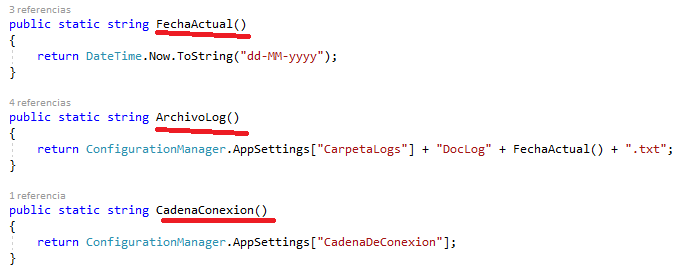 3 referencias
public static string FechaActual()
{
return DateTime.Now.ToString("dd-MM-yyyy");
}
4 referencias
public static string ArchivoLog()
{
return ConfigurationManager.AppSettings["CarpetaLogs"] + "DocLog" + FechaActual() + ".txt";
}
1 referencia
public static string CadenaConexion()
{
return ConfigurationManager.AppSettings["CadenaDeConexion"];
}